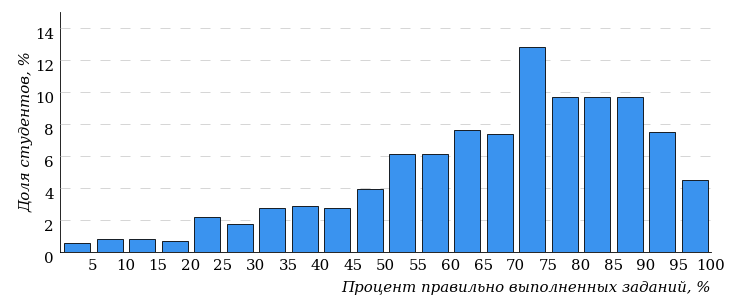 14
12
10
8
6
4
2
0
Доля студентов, %
5 10 15 20 25 30 35 40 45 50 55 60 65 70 75 80 85 90 95 100
Процент правильно выполненных заданий, %